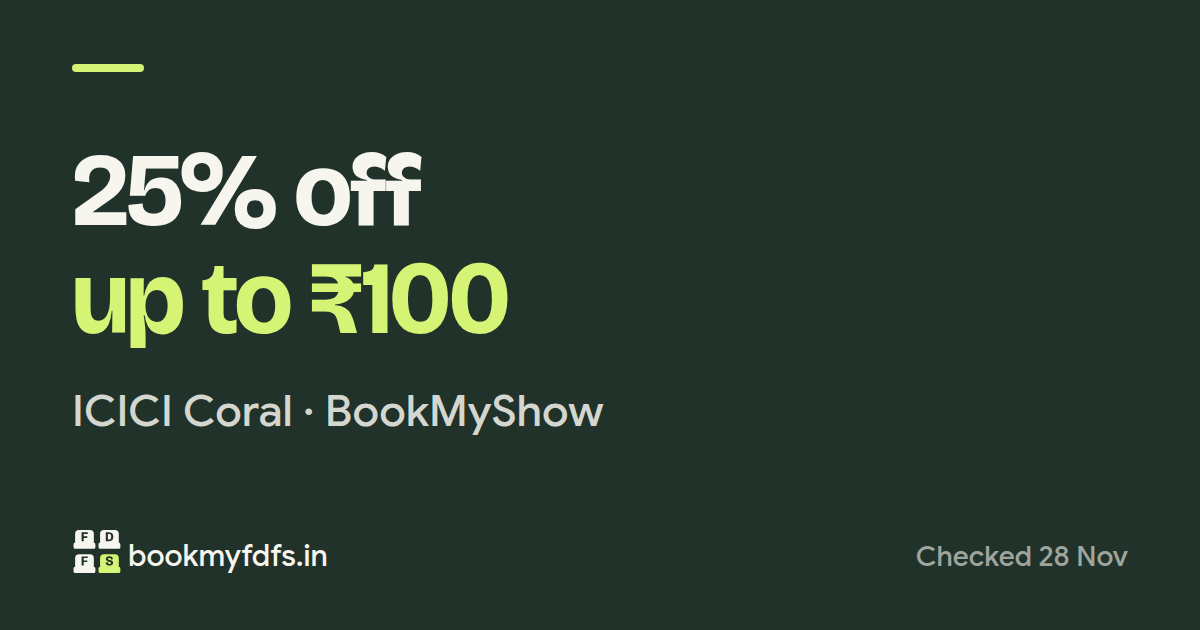 25% off
up to ₹100
ICICI Coral · BookMyShow
F D
F S
bookmyfdfs.in
Checked 28 Nov